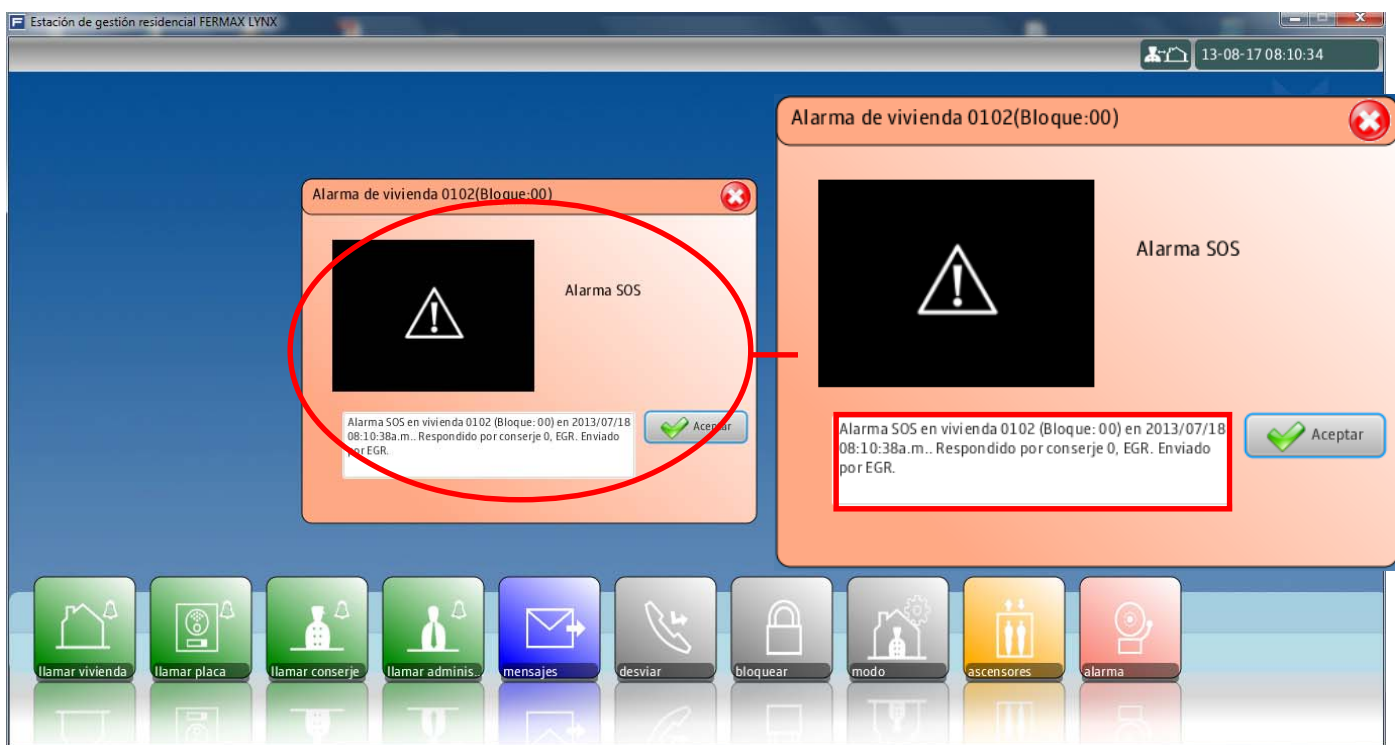 Estación de gestión residencial FERMAX LYNX
13-08-17 08:10:34
Alarma de vivienda 0102(Bloque:00)
Alarma SOS
Alarma SOS en vivienda 0102 (Bloque: 00) en 2013/07/18
08:10:38a.m.. Respondido por conserje 0, EGR. Enviado
por EGR.
Aceptar
Alarma de vivienda 0102(Bloque:00)
Alarma SOS
Alarma SOS en vivienda 0102 (Bloque: 00) en 2013/07/18
08:10:38a.m.. Respondido por conserje 0, EGR. Enviado
por EGR.
Aceptar
llamar vivienda
llamar placa
llamar conserje
llamar adminis..
mensajes
desviar
bloquear
modo
ascensores
alarma